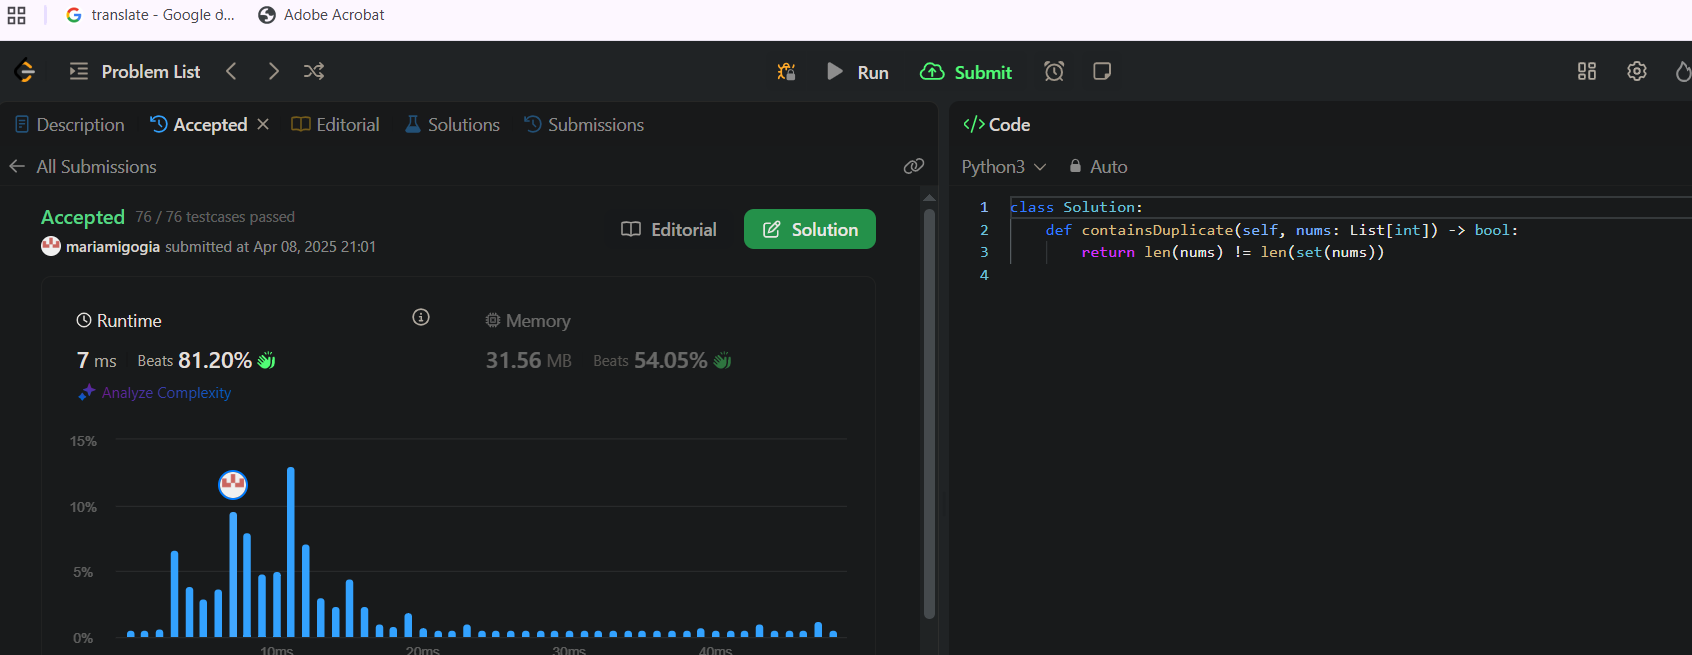 translate - Google d... Adobe Acrobat
Problem List Run Submit
Description Accepted Editorial Solutions Submissions
All Submissions
Accepted 76 / 76 testcases passed
mariamigogia submitted at Apr 08, 2025 21:01
Editorial Solution
Runtime
7 ms Beats 81.20%
Analyze Complexity
Memory
31.56 MB Beats 54.05%
15%
10%
5%
0%
10ms 20ms 30ms 40ms
</> Code
Python3 Auto
1 class Solution:
2 def containsDuplicate(self, nums: List[int]) -> bool:
3 return len(nums) != len(set(nums))
4